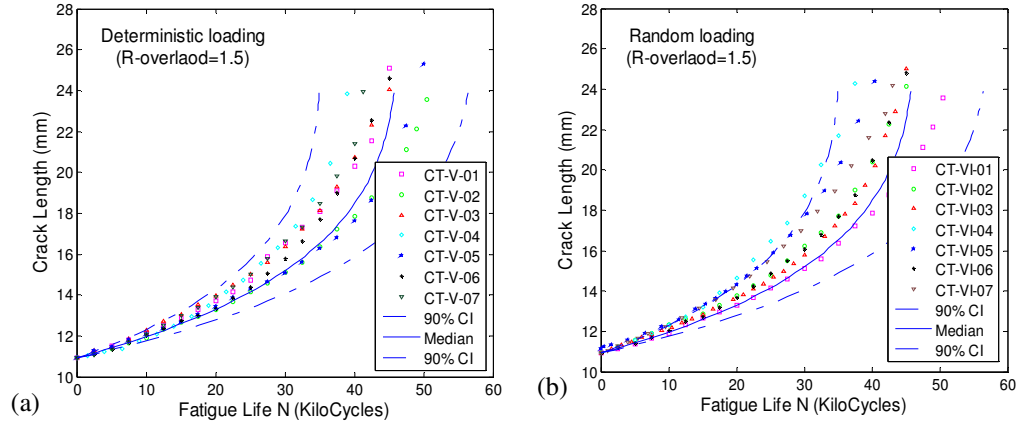 28
26
24
22
20
18
16
14
12
10
Crack Length (mm)
Deterministic loading
(R-overlaod=1.5)
CT-V-01
CT-V-02
CT-V-03
CT-V-04
CT-V-05
CT-V-06
CT-V-07
90% CI
Median
90% CI
0 10 20 30 40 50 60
Fatigue Life N (KiloCycles)
(a)
28
26
24
22
20
18
16
14
12
10
Crack Length (mm)
Random loading
(R-overlaod=1.5)
CT-VI-01
CT-VI-02
CT-VI-03
CT-VI-04
CT-VI-05
CT-VI-06
CT-VI-07
90% CI
Median
90% CI
0 10 20 30 40 50 60
Fatigue Life N (KiloCycles)
(b)